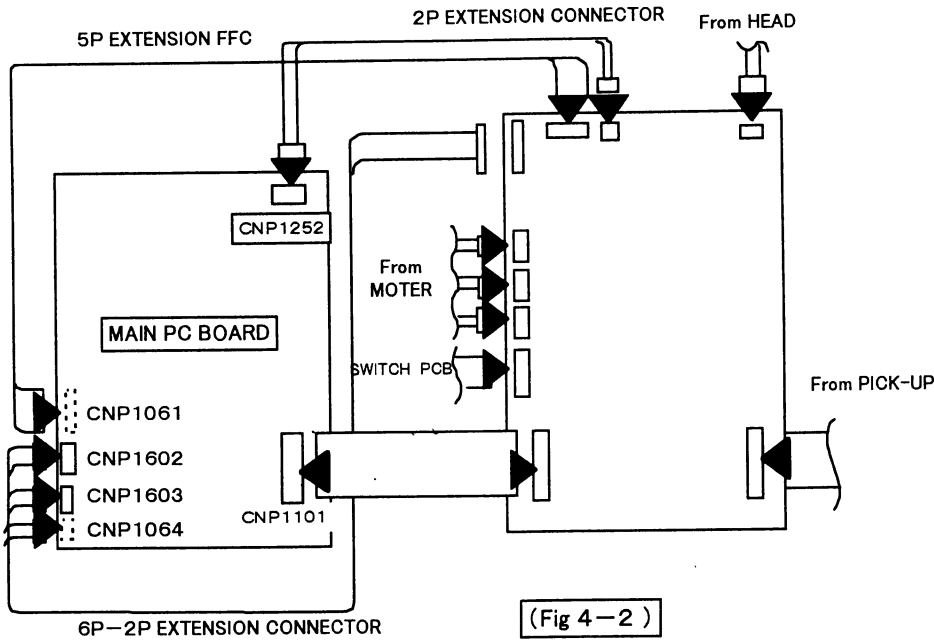 2P EXTENSION CONNECTOR
From HEAD
5P EXTENSION FFC
CNP1252
From
MOTER
MAIN PC BOARD
SWITCH PCB
From PICK-UP
CNP1061
CNP1602
CNP1603
CNP1064
CNP1101
6P-2P EXTENSION CONNECTOR
(Fig 4-2 )